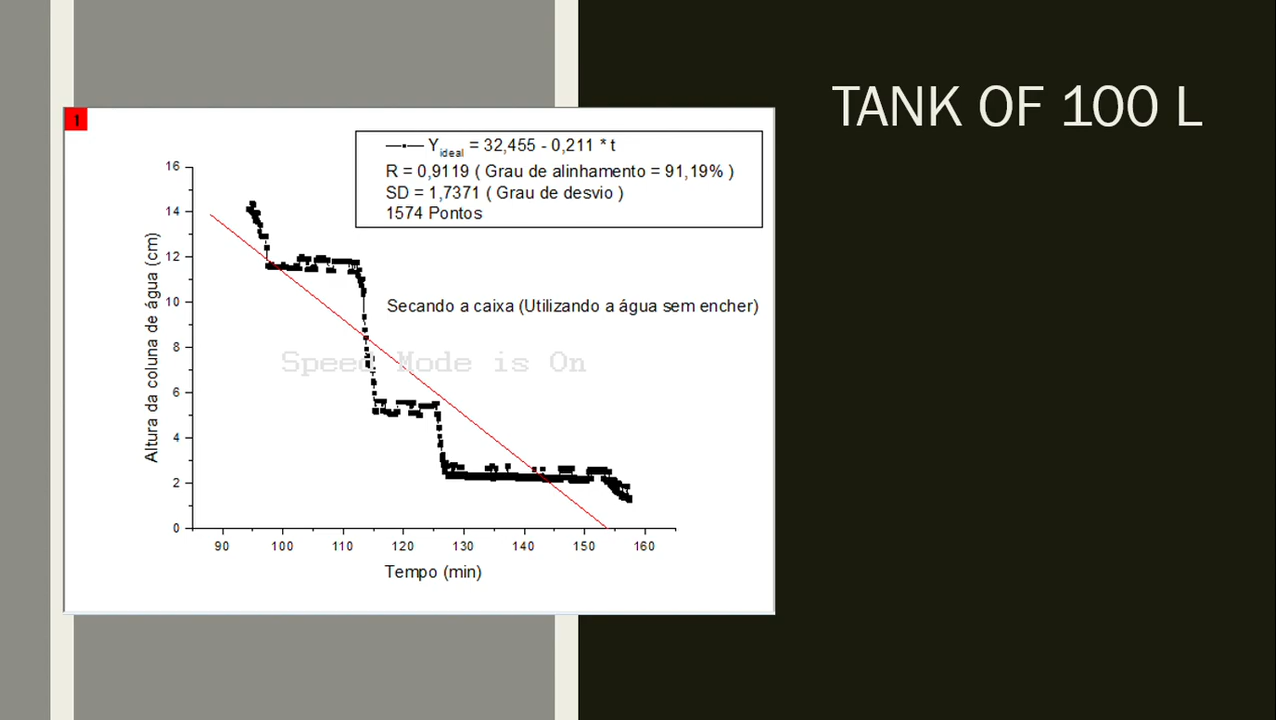 TANK OF 100 L
1
Y ideal = 32,455 - 0,211 * t
R = 0,9119 ( Grau de alinhamento = 91,19% )
SD = 1,7371 ( Grau de desvio )
1574 Pontos
16
14
12
10
8
6
4
2
0
Altura da coluna de água (cm)
Secando a caixa (Utilizando a água sem encher)
Speed Mode is On
90 100 110 120 130 140 150 160
Tempo (min)